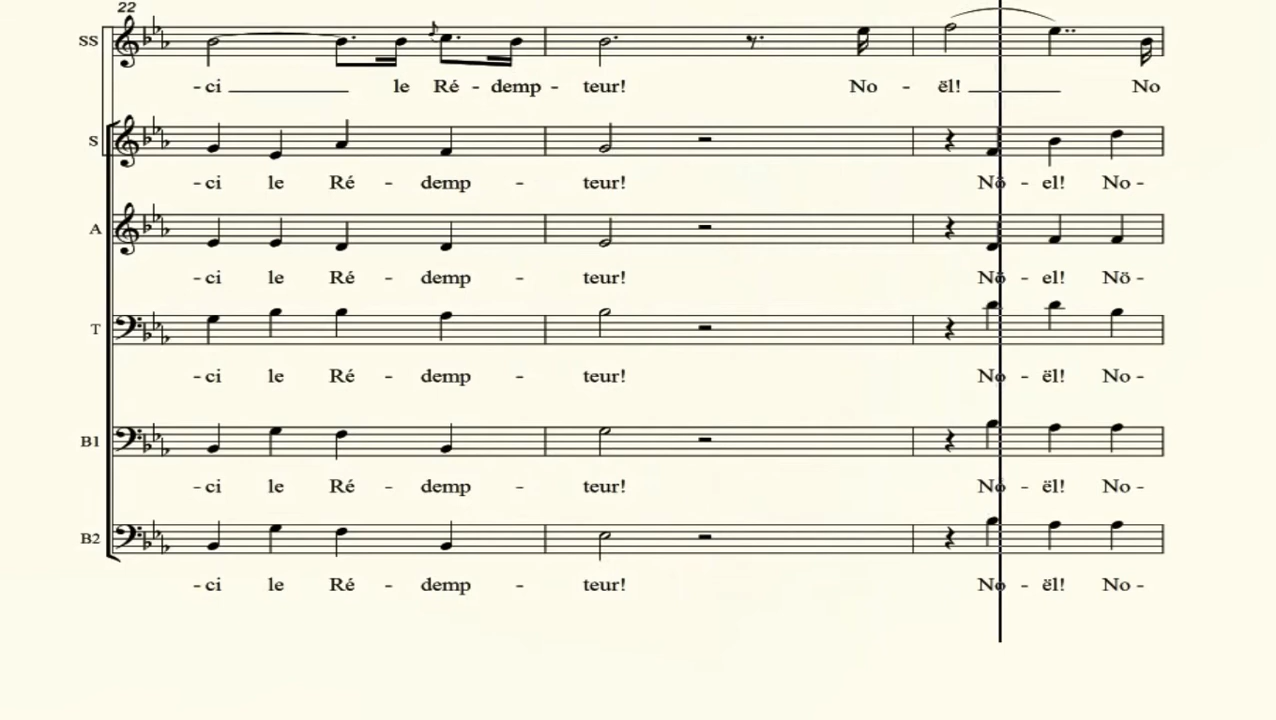 22
SS
-ci le Ré - demp - teur! No - ël! No
S
-ci le Ré - demp - teur! Nö - el! No -
A
-ci le Ré - demp - teur! Nö - el! Nö -
T
-ci le Ré - demp - teur! No - ël! No -
B1
-ci le Ré - demp - teur! No - ël! No -
B2
-ci le Ré - demp - teur! No - ël! No -